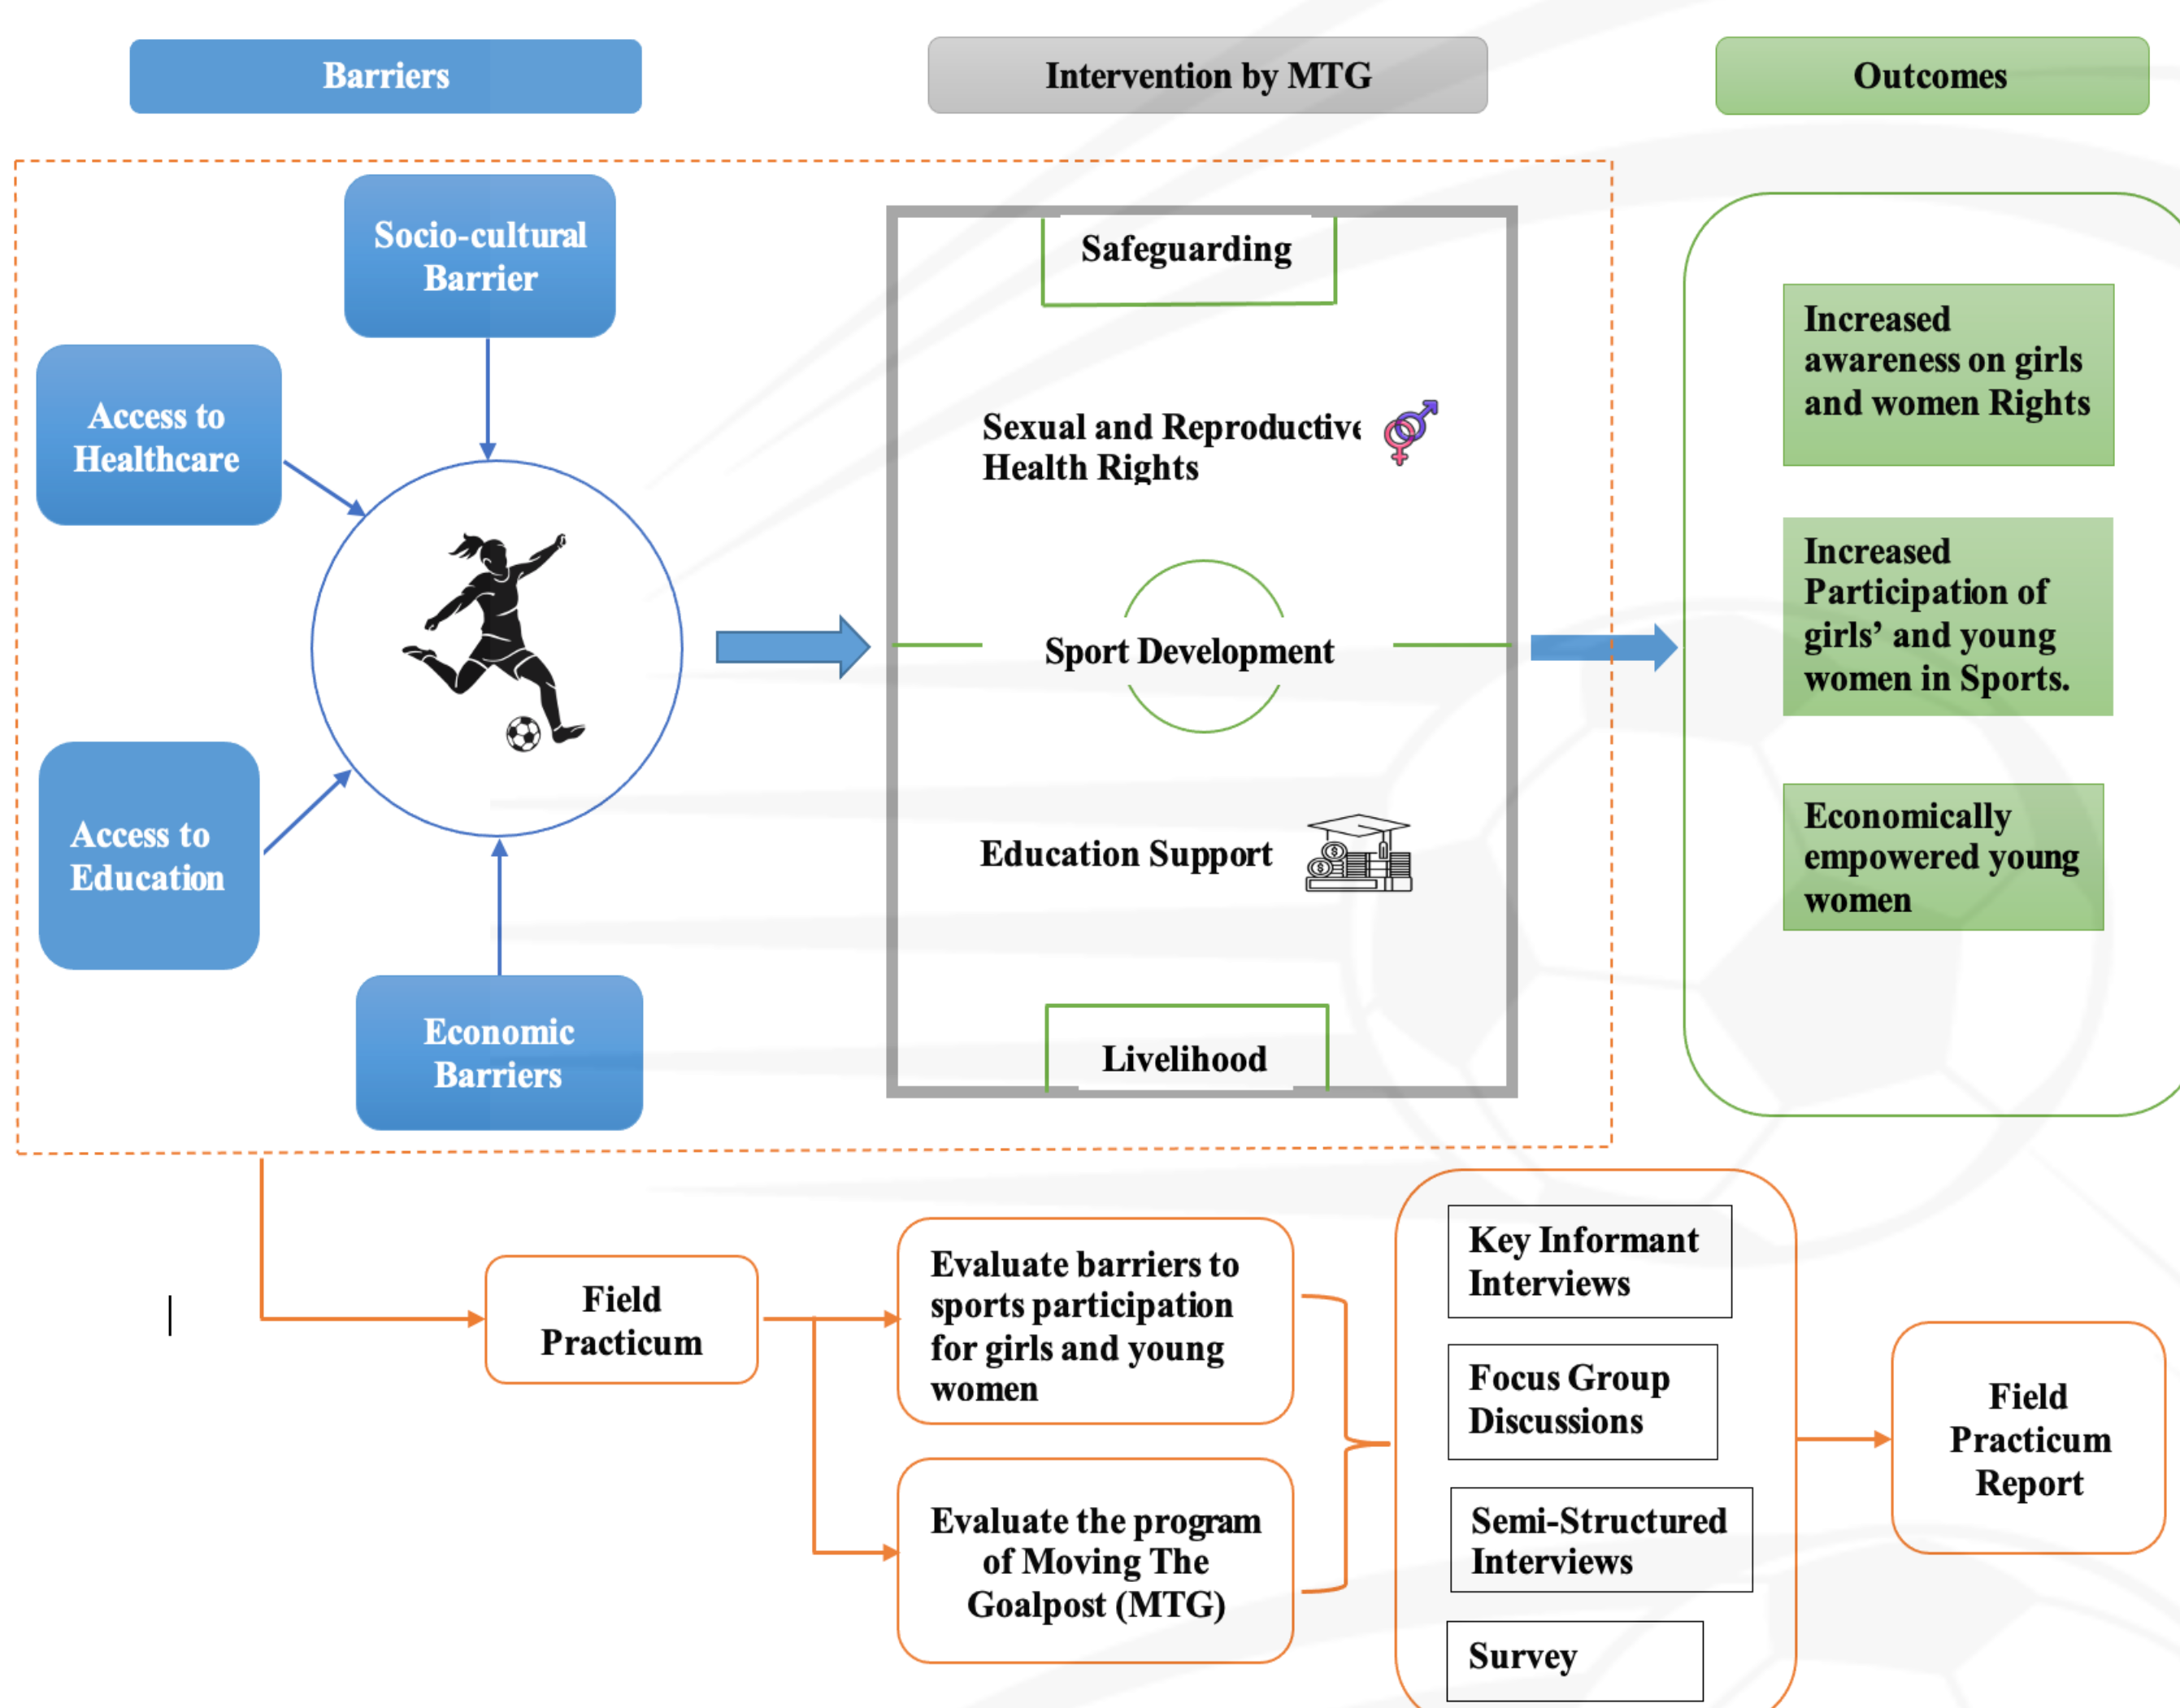 Barriers
Intervention by MTG
Outcomes
Socio-cultural
Barrier
Access to
Healthcare
Access to
Education
Economic
Barriers
Safeguarding
Sexual and Reproductive
Health Rights
Sport Development
Education Support
Livelihood
Increased
awareness on girls
and women Rights
Increased
Participation of
girls’ and young
women in Sports.
Economically
empowered young
women
Field
Practicum
Evaluate barriers to
sports participation
for girls and young
women
Evaluate the program
of Moving The
Goalpost (MTG)
Key Informant
Interviews
Focus Group
Discussions
Semi-Structured
Interviews
Survey
Field
Practicum
Report